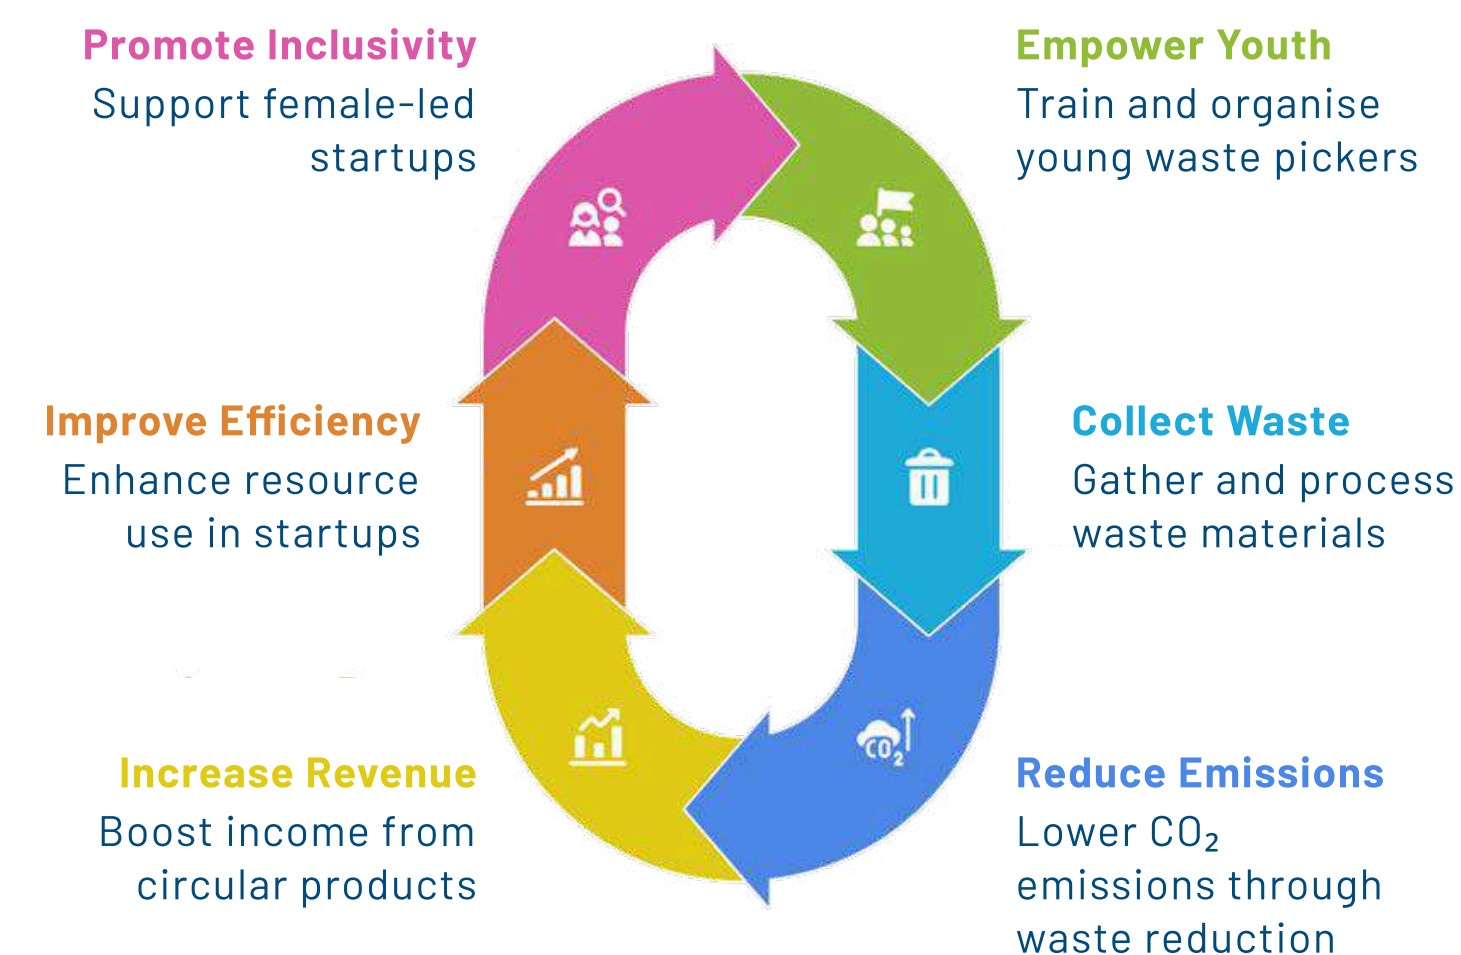 Promote Inclusivity
Support female-led
startups
Empower Youth
Train and organise
young waste pickers
Improve Efficiency
Enhance resource
use in startups
Collect Waste
Gather and process
waste materials
CO₂
Increase Revenue
Boost income from
circular products
Reduce Emissions
Lower CO₂
emissions through
waste reduction